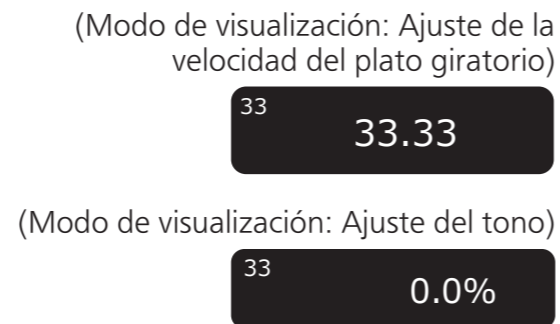 (Modo de visualización: Ajuste de la
velocidad del plato giratorio)
33
33.33
(Modo de visualización: Ajuste del tono)
33
0.0%